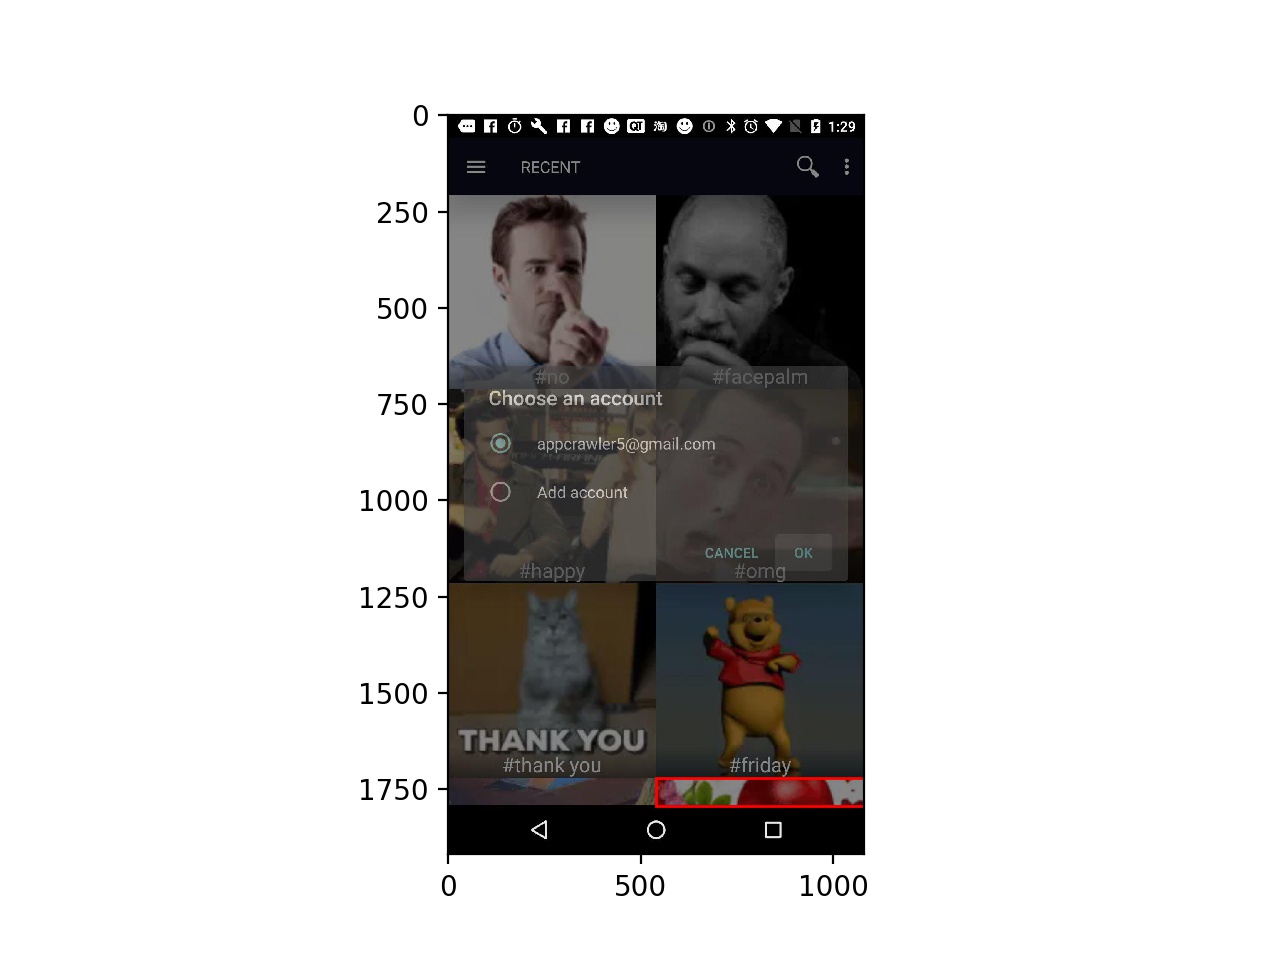 0
250
500
750
1000
1250
1500
1750
0
500
1000
QT
1:29
RECENT
#no
#facepalm
Choose an account
appcrawler5@gmail.com
Add account
CANCEL
OK
#happy
#omg
THANK YOU
#thank you
#friday